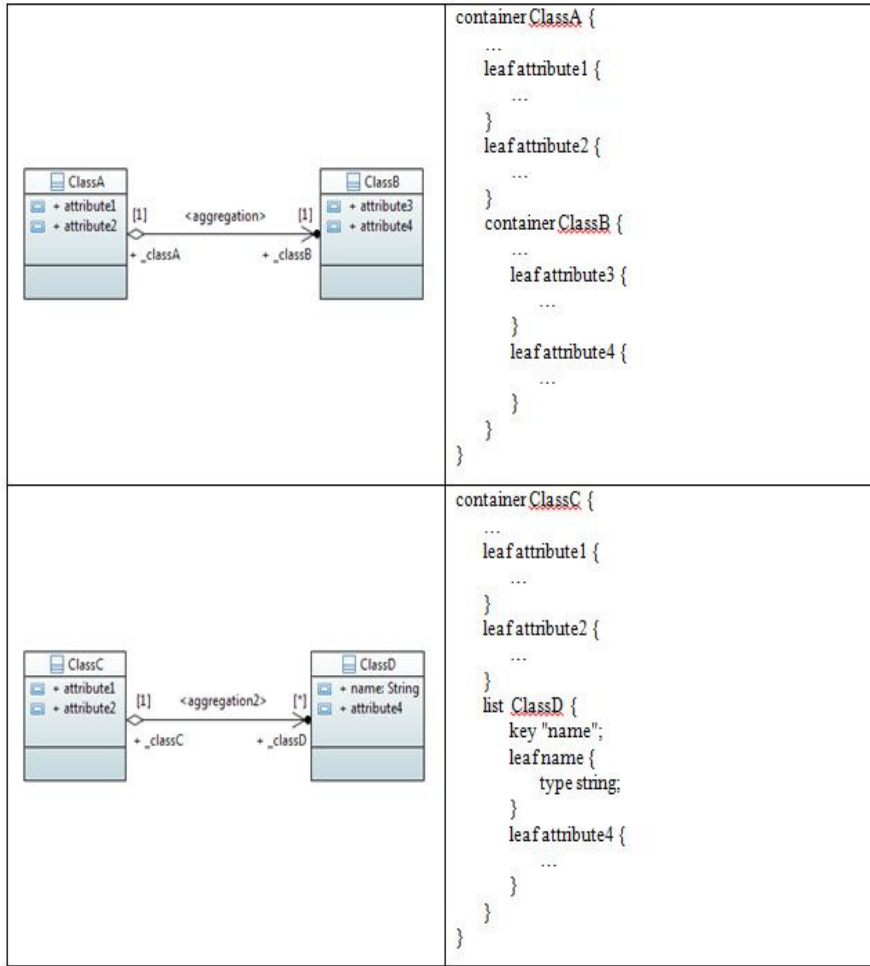 ClassA
+ attribute1
+ attribute2
[1]
<aggregation>
[1]
+ _classA
+ _classB
ClassB
+ attribute3
+ attribute4
container ClassA {
...
leaf attribute1 {
...
}
leaf attribute2 {
...
}
container ClassB {
...
leaf attribute3 {
...
}
leaf attribute4 {
...
}
}
}
ClassC
+ attribute1
+ attribute2
[1]
<aggregation2>
[*]
+ _classC
+ _classD
ClassD
+ name: String
+ attribute4
container ClassC {
...
leaf attribute1 {
...
}
leaf attribute2 {
...
}
list ClassD {
key "name";
leaf name {
type string;
}
leaf attribute4 {
...
}
}
}